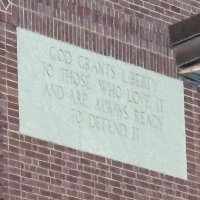 GOD GRANTS LIBERTY
TO THOSE WHO LOVE IT
AND ARE ALWAYS READY
TO DEFEND IT